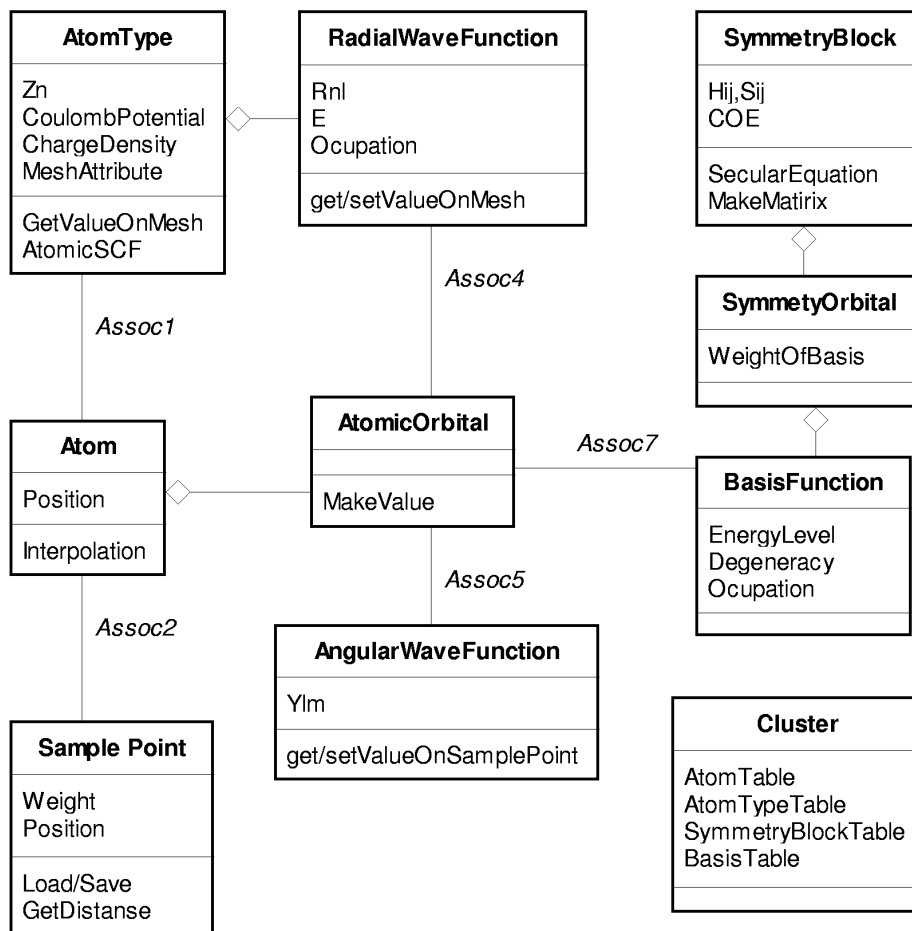 AtomType
Zn
CoulombPotential
ChargeDensity
MeshAttribute
GetValueOnMesh
AtomicSCF
RadialWaveFunction
Rnl
E
Ocupation
get/setValueOnMesh
SymmetryBlock
Hij,Sij
COE
SecularEquation
MakeMatirix
Assoc1
Assoc4
SymmetyOrbital
WeightOfBasis
Atom
Position
Interpolation
AtomicOrbital
MakeValue
Assoc7
BasisFunction
EnergyLevel
Degeneracy
Ocupation
Assoc2
Assoc5
AngularWaveFunction
Ylm
get/setValueOnSamplePoint
Sample Point
Weight
Position
Load/Save
GetDistanse
Cluster
AtomTable
AtomTypeTable
SymmetryBlockTable
BasisTable